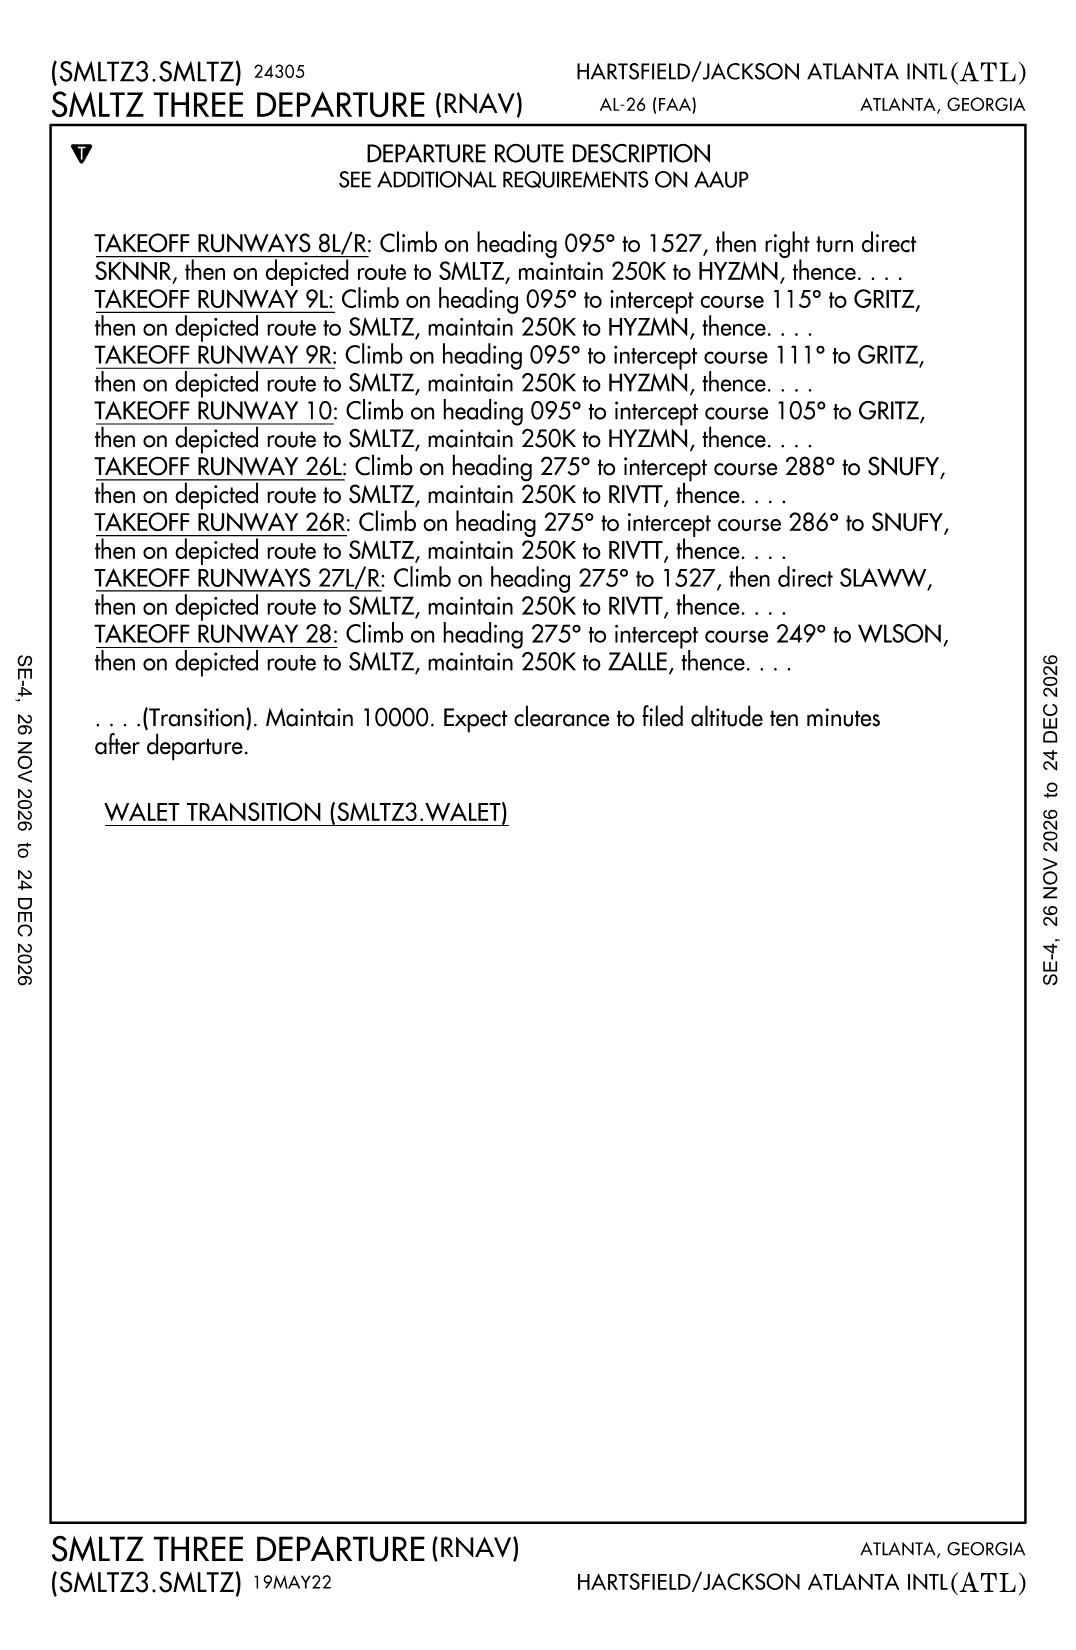 (SMLTZ3.SMLTZ) 24305
HARTSFIELD/JACKSON ATLANTA INTL (ATL)
SMLTZ THREE DEPARTURE (RNAV)
AL-26 (FAA)
ATLANTA, GEORGIA
T
DEPARTURE ROUTE DESCRIPTION
SEE ADDITIONAL REQUIREMENTS ON AAUP
TAKEOFF RUNWAYS 8L/R: Climb on heading 095° to 1527, then right turn direct
SKNNR, then on depicted route to SMLTZ, maintain 250K to HYZMN, thence. . . .
TAKEOFF RUNWAY 9L: Climb on heading 095° to intercept course 115° to GRITZ,
then on depicted route to SMLTZ, maintain 250K to HYZMN, thence. . . .
TAKEOFF RUNWAY 9R: Climb on heading 095° to intercept course 111° to GRITZ,
then on depicted route to SMLTZ, maintain 250K to HYZMN, thence. . . .
TAKEOFF RUNWAY 10: Climb on heading 095° to intercept course 105° to GRITZ,
then on depicted route to SMLTZ, maintain 250K to HYZMN, thence. . . .
TAKEOFF RUNWAY 26L: Climb on heading 275° to intercept course 288° to SNUFY,
then on depicted route to SMLTZ, maintain 250K to RIVTT, thence. . . .
TAKEOFF RUNWAY 26R: Climb on heading 275° to intercept course 286° to SNUFY,
then on depicted route to SMLTZ, maintain 250K to RIVTT, thence. . . .
TAKEOFF RUNWAYS 27L/R: Climb on heading 275° to 1527, then direct SLAWW,
then on depicted route to SMLTZ, maintain 250K to RIVTT, thence. . . .
TAKEOFF RUNWAY 28: Climb on heading 275° to intercept course 249° to WLSON,
then on depicted route to SMLTZ, maintain 250K to ZALLE, thence. . . .
. . . .(Transition). Maintain 10000. Expect clearance to filed altitude ten minutes
after departure.
WALET TRANSITION (SMLTZ3.WALET)
SE-4, 26 NOV 2026 to 24 DEC 2026
SE-4, 26 NOV 2026 to 24 DEC 2026
SMLTZ THREE DEPARTURE (RNAV)
ATLANTA, GEORGIA
(SMLTZ3.SMLTZ) 19MAY22
HARTSFIELD/JACKSON ATLANTA INTL (ATL)